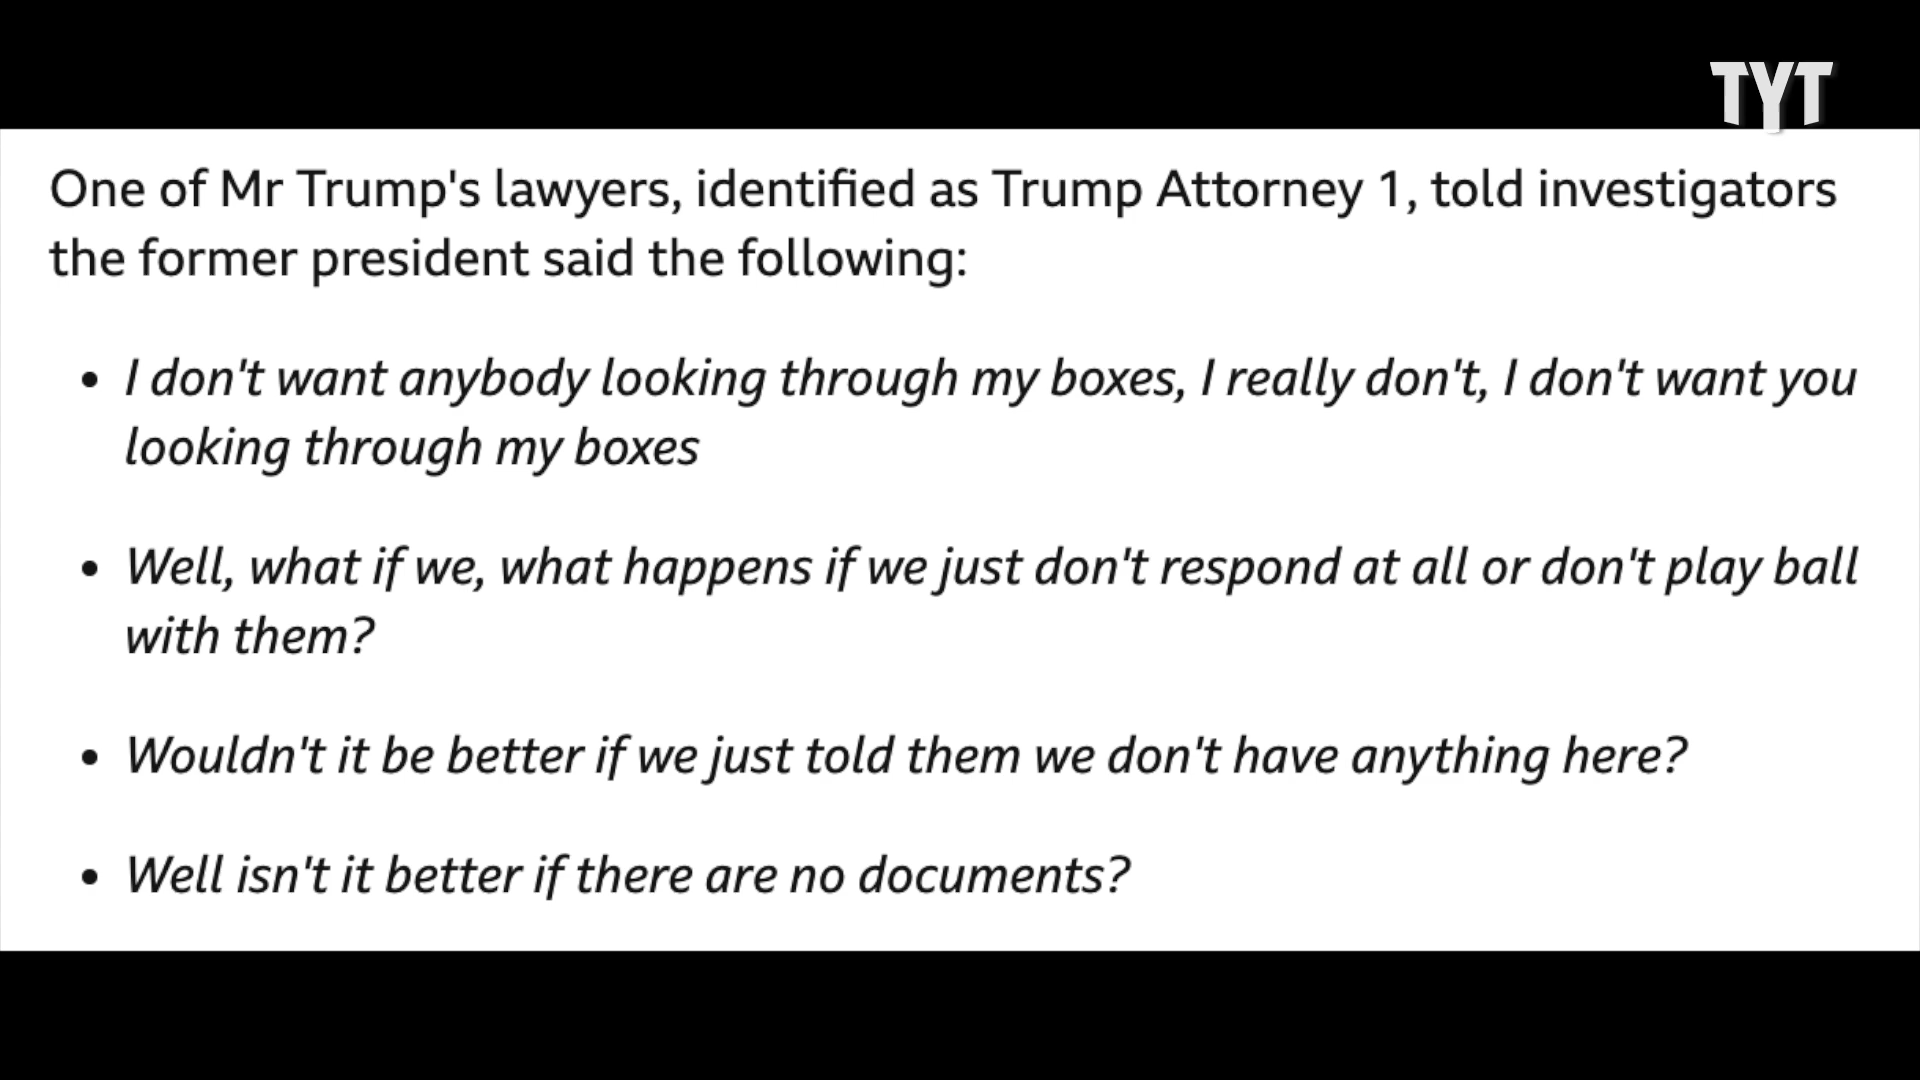 TYT
One of Mr Trump's lawyers, identified as Trump Attorney 1, told investigators
the former president said the following:
• I don't want anybody looking through my boxes, I really don't, I don't want you
looking through my boxes
• Well, what if we, what happens if we just don't respond at all or don't play ball
with them?
• Wouldn't it be better if we just told them we don't have anything here?
• Well isn't it better if there are no documents?